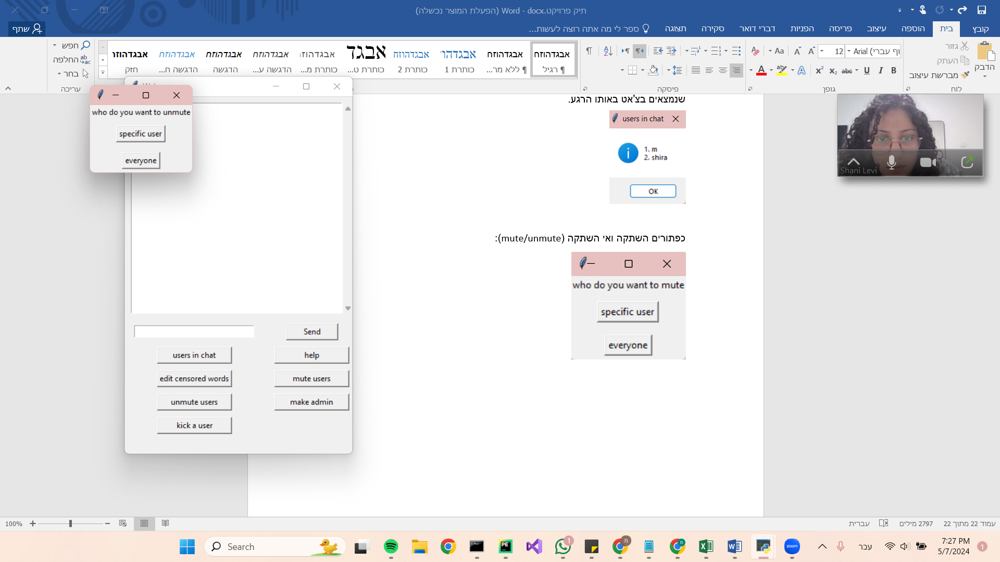 תיק פרויקט.docx - Word (הפעלת המוצר נכשלה)
קובץ
בית
הוספה
עיצוב
פריסה
הפניות
דברי דואר
סקירה
תצוגה
ספר לי מה אתה רוצה לעשות...
שתף
הדבק
גזור
העתק
מברשת עיצוב
לוח
Arial (גוף עברי
12
Aa
B I U abc X₂ X²
גופן
פיסקה
אבגדהוזח
¶ רגיל
אבגדהוזח
¶ ללא מר...
אבגדהוז
כותרת 1
אבגדהוזח
כותרת 2
אבגד
כותרת ט...
אבגדהוזח
כותרת מ...
אבגדהוזח
הדגשה ע...
אבגדהוזח
הדגשה
אבגדהוזח
הדגשה ח...
אבגדהוזח
חזק
חפש
החלפה
בחר
עריכה
who do you want to unmute
specific user
everyone
Send
users in chat
help
edit censored words
mute users
unmute users
make admin
kick a user
שנמצאים בצ'אט באותו הרגע.
users in chat
1. m
2. shira
OK
כפתורים השתקה ואי השתקה (mute/unmute):
who do you want to mute
specific user
everyone
Shani Levi
עמוד 22 מתוך 22
2797 מילים
עברית
100%
Search
PE
1
zoom
עבר
7:27 PM
5/7/2024
1